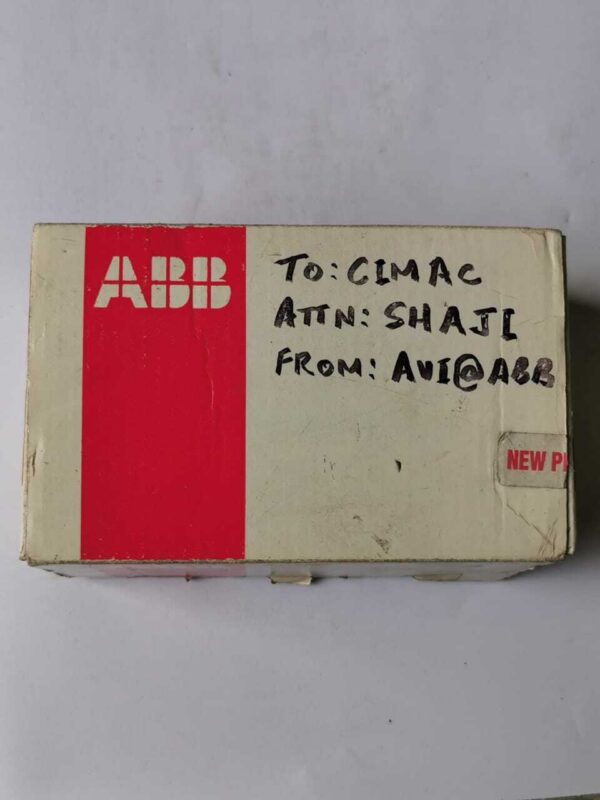 ABB
TO: CIMAC
ATTN: SHAJI
FROM: AVI@ABB
NEW P